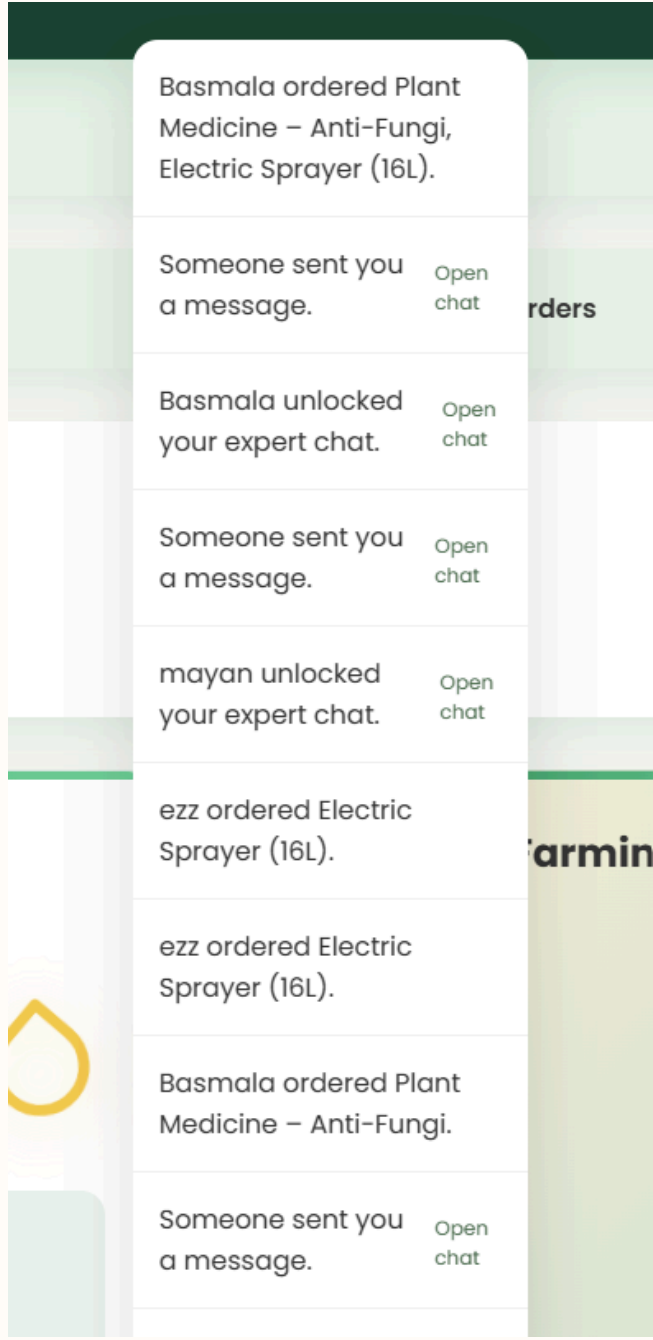 Basmala ordered Plant
Medicine – Anti-Fungi,
Electric Sprayer (16L).
Someone sent you
a message.
Open
chat
rders
Basmala unlocked
your expert chat.
Open
chat
Someone sent you
a message.
Open
chat
mayan unlocked
your expert chat.
Open
chat
ezz ordered Electric
Sprayer (16L).
Farmin
ezz ordered Electric
Sprayer (16L).
Basmala ordered Plant
Medicine – Anti-Fungi.
Someone sent you
a message.
Open
chat